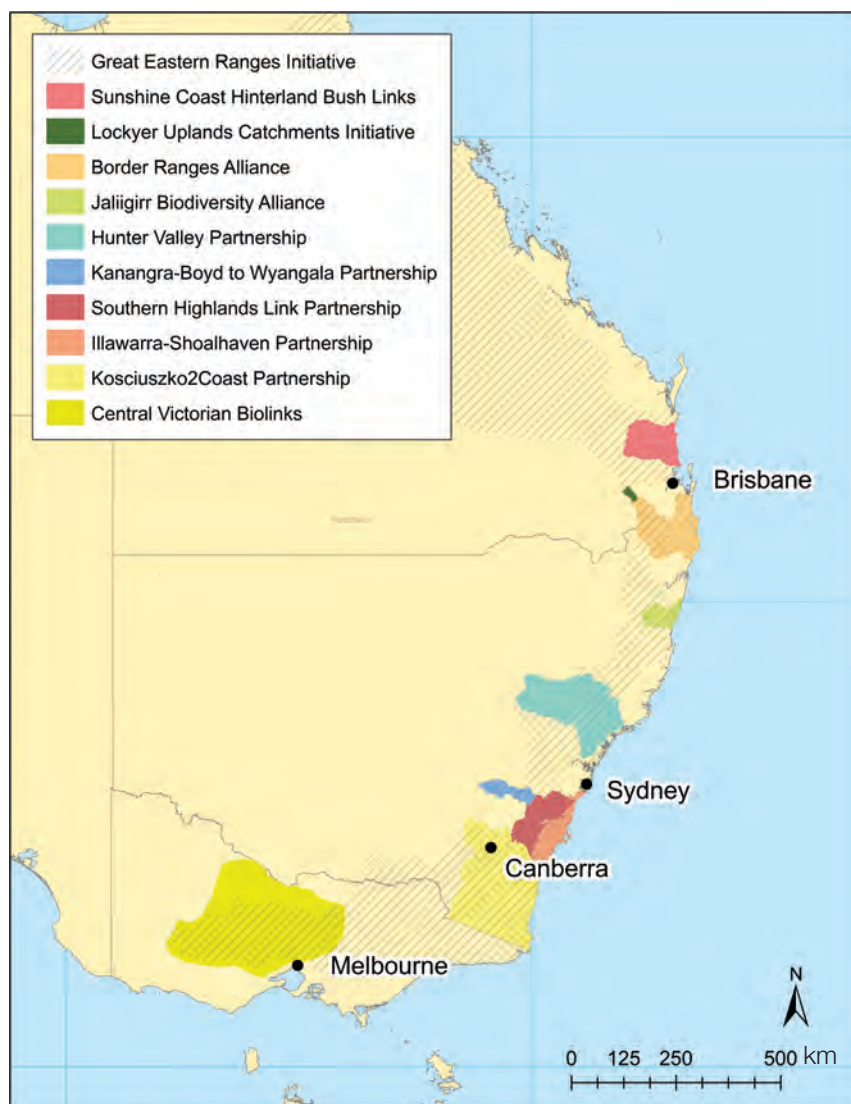 Great Eastern Ranges Initiative
Sunshine Coast Hinterland Bush Links
Lockyer Uplands Catchments Initiative
Border Ranges Alliance
Jaliigirr Biodiversity Alliance
Hunter Valley Partnership
Kanangra-Boyd to Wyangala Partnership
Southern Highlands Link Partnership
Illawarra-Shoalhaven Partnership
Kosciuszko2Coast Partnership
Central Victorian Biolinks
Brisbane
Sydney
Canberra
Melbourne
N
0 125 250 500 km